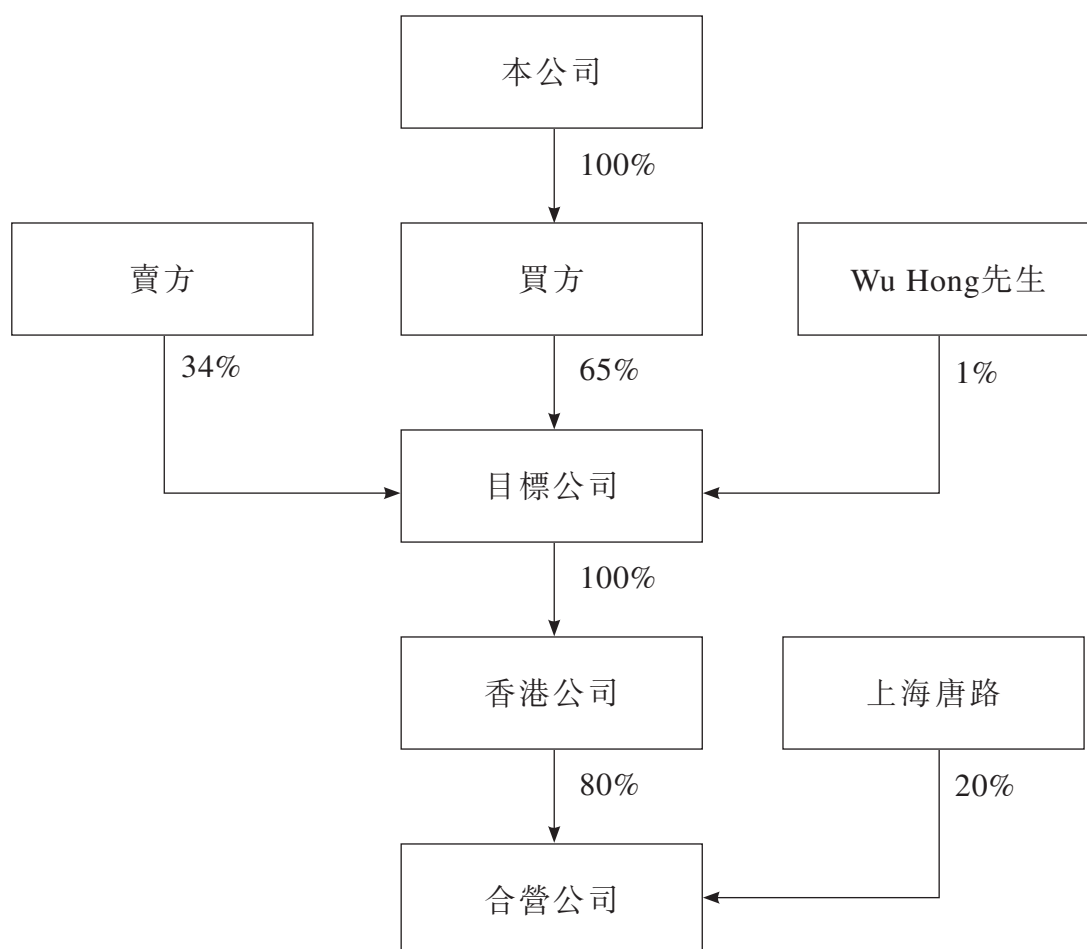 本公司
100%
賣方
買方
Wu Hong先生
34%
65%
1%
目標公司
100%
香港公司
上海唐路
80%
20%
合營公司